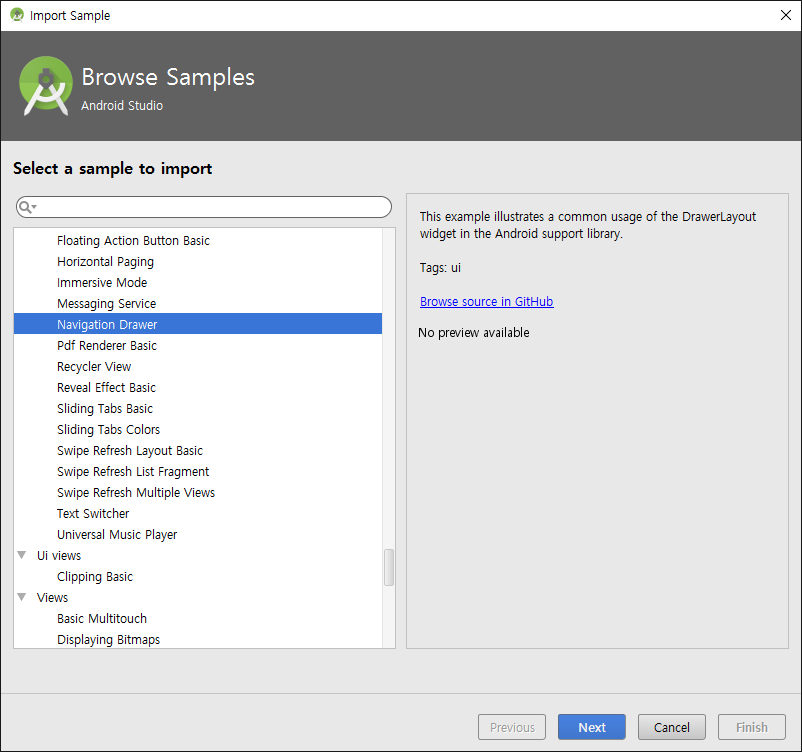 Import Sample
Browse Samples
Android Studio
Select a sample to import
Floating Action Button Basic
Horizontal Paging
Immersive Mode
Messaging Service
Navigation Drawer
Pdf Renderer Basic
Recycler View
Reveal Effect Basic
Sliding Tabs Basic
Sliding Tabs Colors
Swipe Refresh Layout Basic
Swipe Refresh List Fragment
Swipe Refresh Multiple Views
Text Switcher
Universal Music Player
Ui views
Clipping Basic
Views
Basic Multitouch
Displaying Bitmaps
This example illustrates a common usage of the DrawerLayout
widget in the Android support library.
Tags: ui
Browse source in GitHub
No preview available
Previous
Next
Cancel
Finish